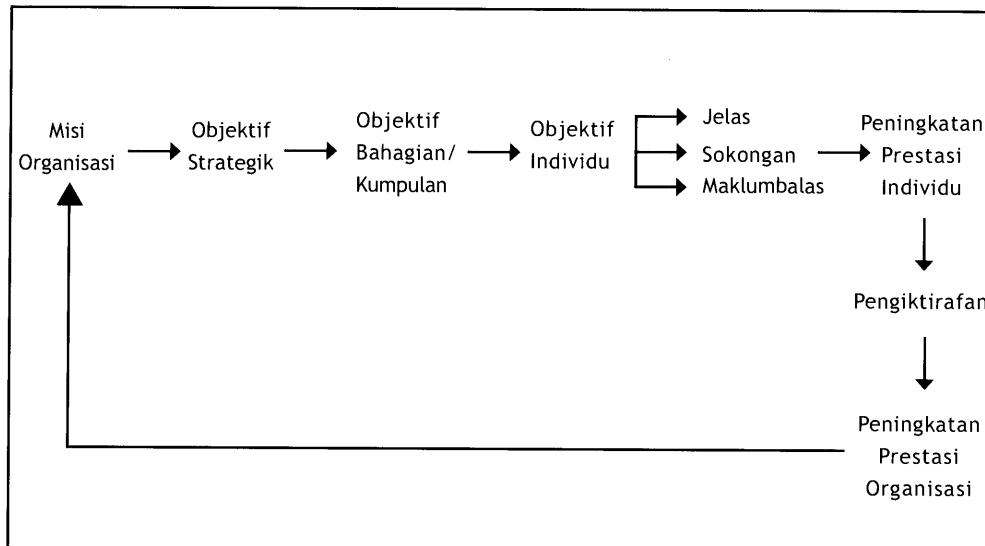 Misi
Organisasi
Objektif
Strategik
Objektif
Bahagian/
Kumpulan
Objektif
Individu
Jelas
Sokongan
Maklumbalas
Peningkatan
Prestasi
Individu
Pengiktirafan
Peningkatan
Prestasi
Organisasi